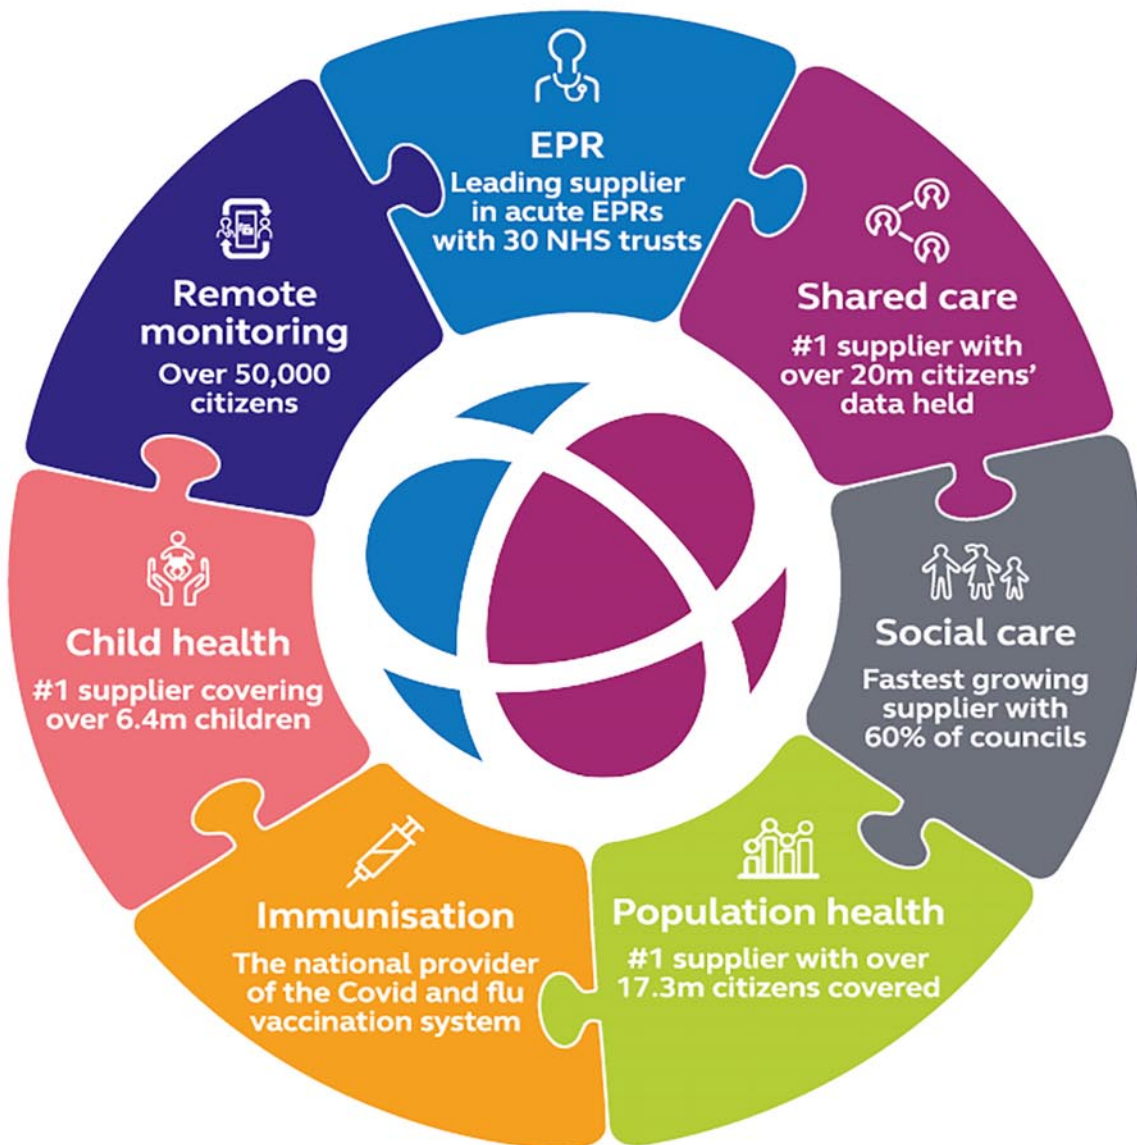 EPR
Leading supplier
in acute EPRs
with 30 NHS trusts
Shared care
#1 supplier with
over 20m citizens’
data held
Social care
Fastest growing
supplier with
60% of councils
Population health
#1 supplier with over
17.3m citizens covered
Immunisation
The national provider
of the Covid and flu
vaccination system
Child health
#1 supplier covering
over 6.4m children
Remote
monitoring
Over 50,000
citizens